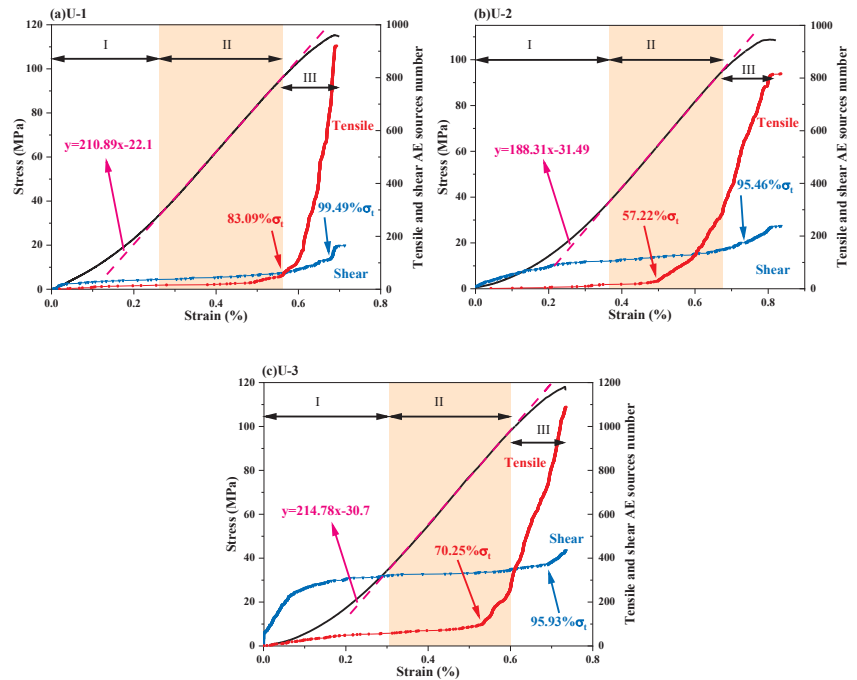 (a)U-1
I
II
III
y=210.89x-22.1
83.09%σt
99.49%σt
Tensile
Shear
0 20 40 60 80 100 120
Stress (MPa)
0 200 400 600 800 1000
Tensile and shear AE sources number
0.0 0.2 0.4 0.6 0.8
Strain (%)
(b) U-2
I
II
III
y=188.31x-31.49
57.22%σt
95.46%σt
Tensile
Shear
0 20 40 60 80 100
Stress (MPa)
0 200 400 600 800 1000
Tensile and shear AE sources number
0.0 0.2 0.4 0.6 0.8
Strain (%)
(c)U-3
I
II
III
y=214.78x-30.7
70.25%σt
95.93%σt
Tensile
Shear
0 20 40 60 80 100 120
Stress (MPa)
0 200 400 600 800 1000 1200
Tensile and shear AE sources number
0.0 0.2 0.4 0.6 0.8
Strain (%)